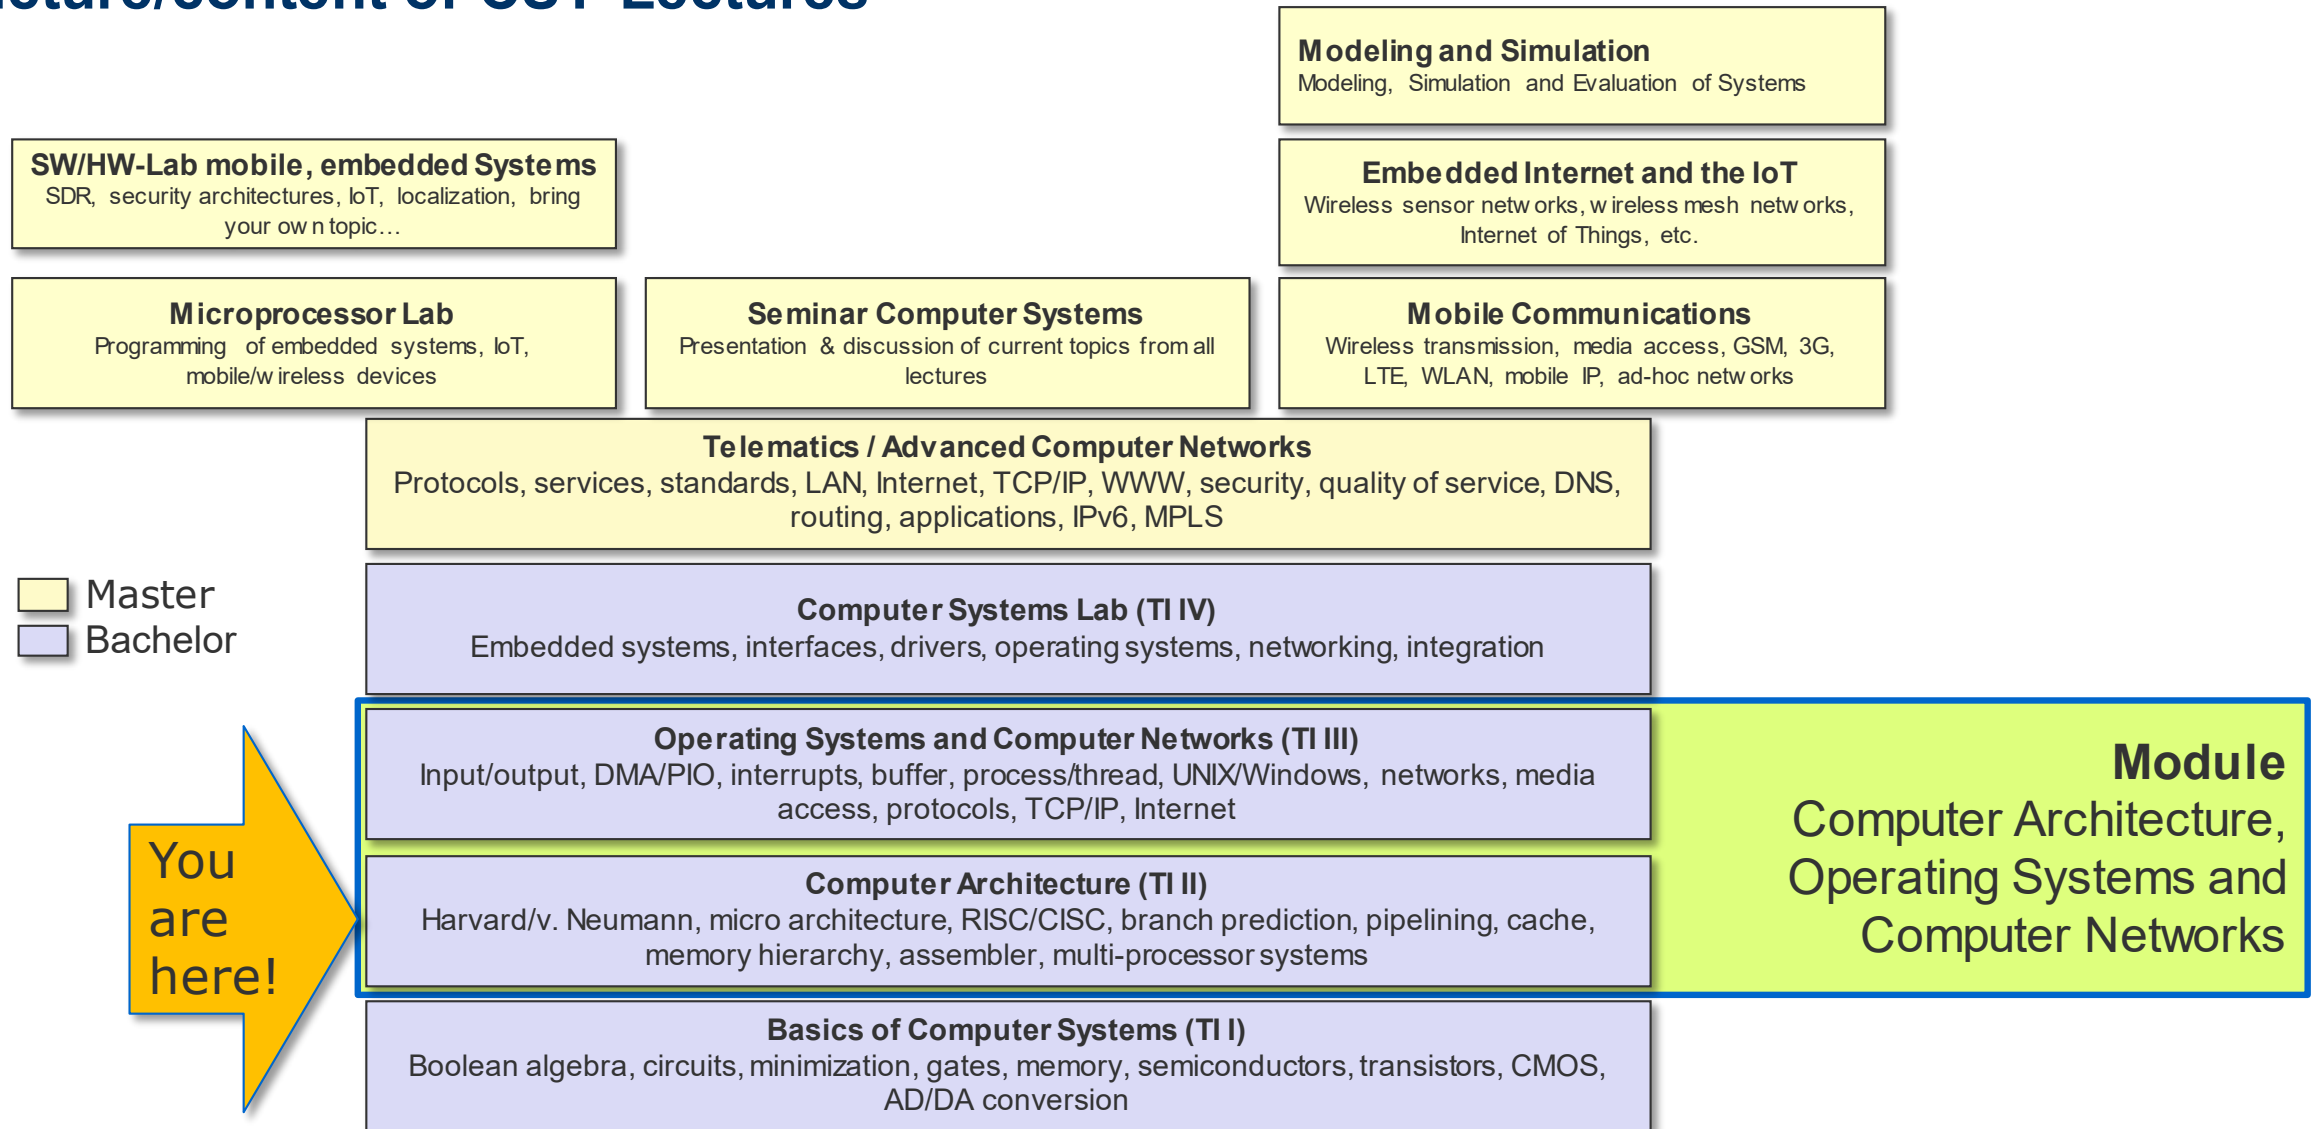 cture/content of CST Lectures
Modeling and Simulation
Modeling, Simulation and Evaluation of Systems
SW/HW-Lab mobile, embedded Systems
SDR, security architectures, IoT, localization, bring
your own topic…
Embedded Internet and the IoT
Wireless sensor networks, wireless mesh networks,
Internet of Things, etc.
Microprocessor Lab
Programming of embedded systems, IoT,
mobile/wireless devices
Seminar Computer Systems
Presentation & discussion of current topics from all
lectures
Mobile Communications
Wireless transmission, media access, GSM, 3G,
LTE, WLAN, mobile IP, ad-hoc networks
Telematics / Advanced Computer Networks
Protocols, services, standards, LAN, Internet, TCP/IP, WWW, security, quality of service, DNS,
routing, applications, IPv6, MPLS
Master
Bachelor
Computer Systems Lab (TI IV)
Embedded systems, interfaces, drivers, operating systems, networking, integration
Operating Systems and Computer Networks (TI III)
Input/output, DMA/PIO, interrupts, buffer, process/thread, UNIX/Windows, networks, media
access, protocols, TCP/IP, Internet
Module
Computer Architecture,
Operating Systems and
Computer Networks
You
are
here!
Computer Architecture (TI II)
Harvard/v. Neumann, micro architecture, RISC/CISC, branch prediction, pipelining, cache,
memory hierarchy, assembler, multi-processor systems
Basics of Computer Systems (TI I)
Boolean algebra, circuits, minimization, gates, memory, semiconductors, transistors, CMOS,
AD/DA conversion